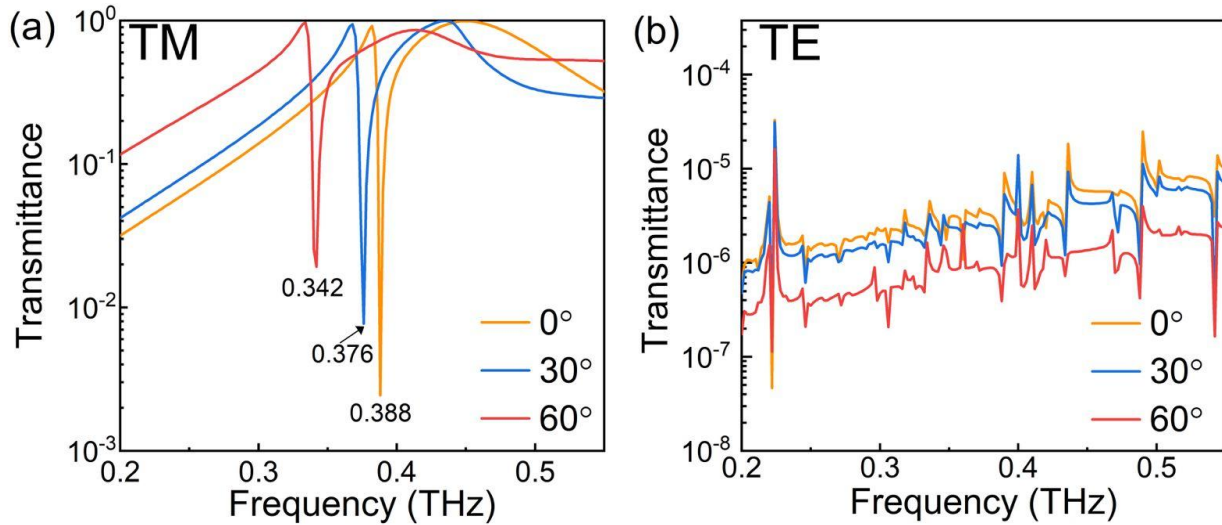 (a)
TM
Transmittance
10⁰
10⁻¹
10⁻²
10⁻³
0.342
0.376
0.388
0°
30°
60°
0.2 0.3 0.4 0.5
Frequency (THz)
(b)
TE
Transmittance
10⁻⁴
10⁻⁵
10⁻⁶
10⁻⁷
10⁻⁸
0°
30°
60°
0.2 0.3 0.4 0.5
Frequency (THz)